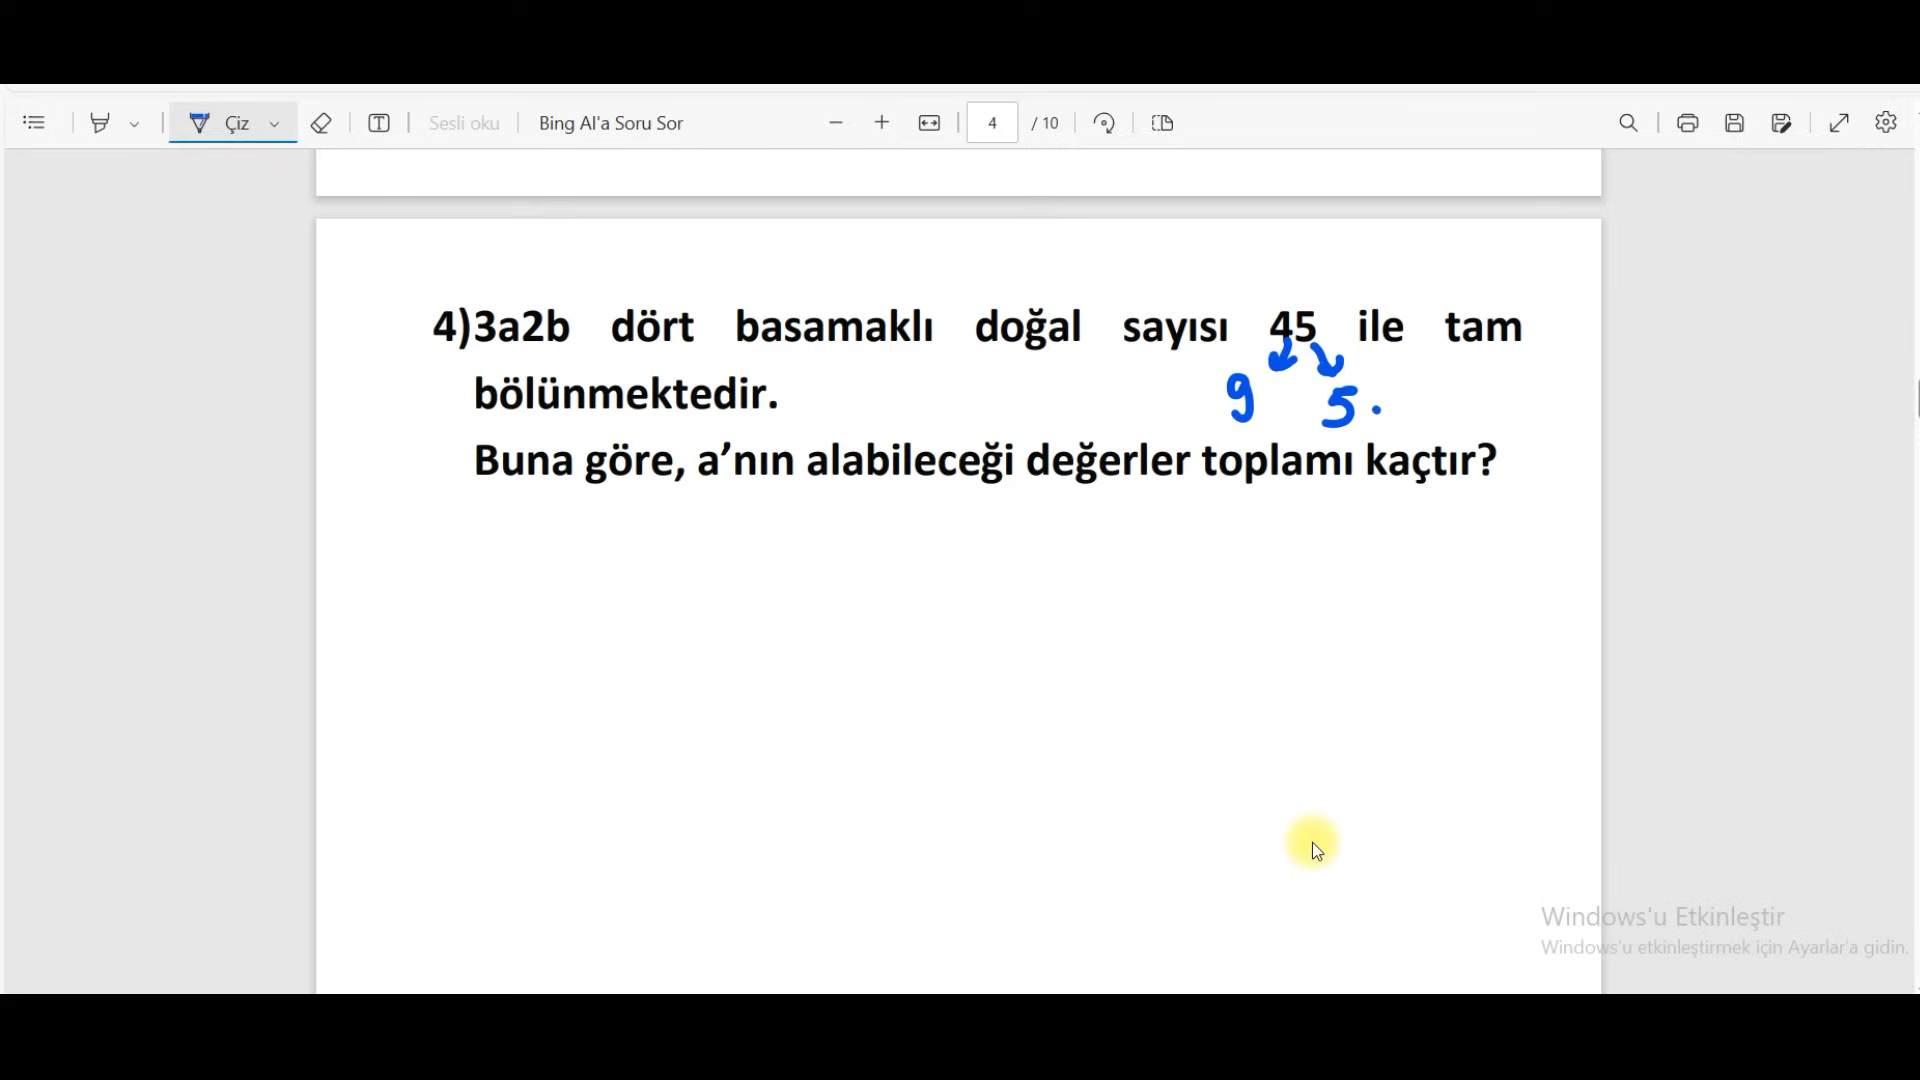 Çiz
Sesli oku
Bing AI'a Soru Sor
4
/ 10
4)3a2b dört basamaklı doğal sayısı 45 ile tam
bölünmektedir.
9 5.
Buna göre, a’nın alabileceği değerler toplamı kaçtır?
Windows'u Etkinleştir
Windows'u etkinleştirmek için Ayarlar'a gidin.